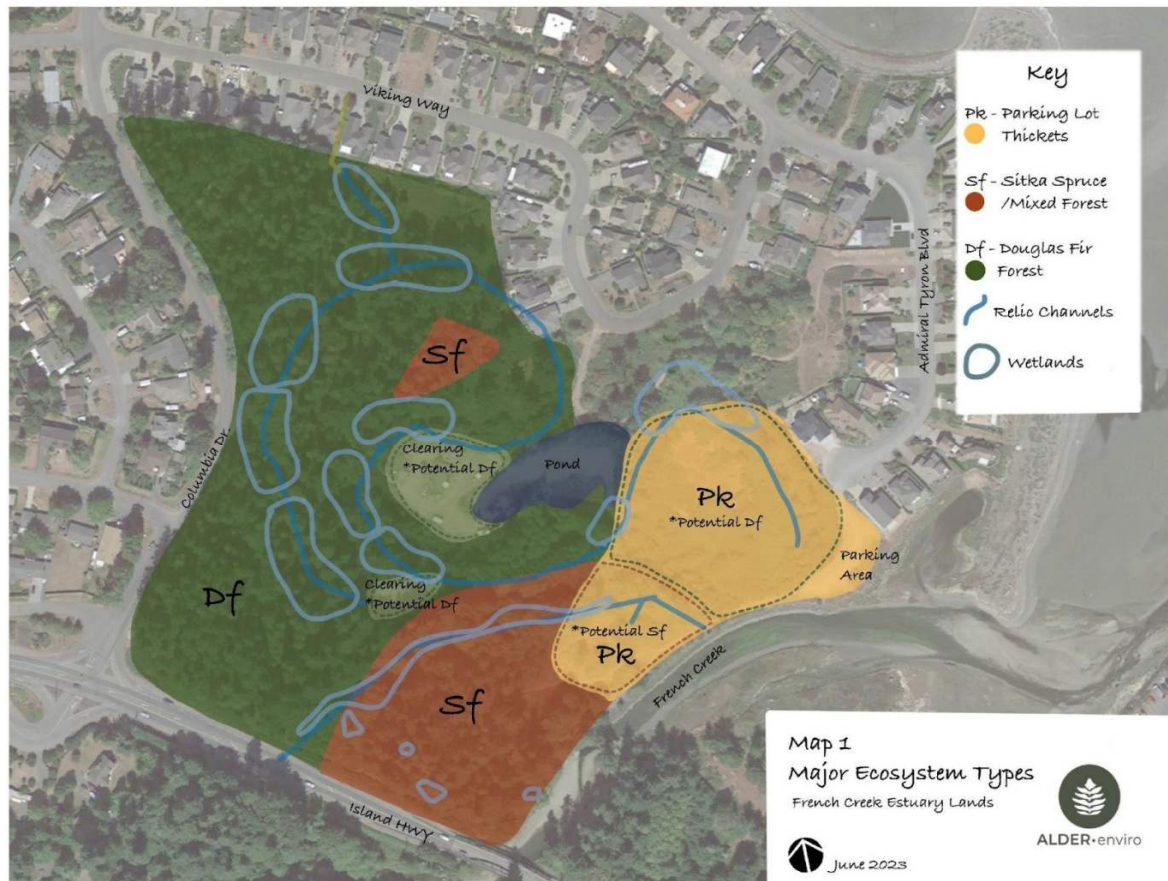 Viking Way
Admiral Tyron Blvd
Columbia Dr.
Sf
Clearing
*Potential Df
Pond
Pk
*Potential Df
Parking
Area
Df
Clearing
*Potential Df
*Potential Sf
Pk
Sf
French Creek
Island HWY
Key
Pk - Parking Lot
Thickets
Sf - Sitka Spruce
/Mixed Forest
Df - Douglas Fir
Forest
Relic Channels
Wetlands
Map 1
Major Ecosystem Types
French Creek Estuary Lands
June 2023
ALDER•enviro